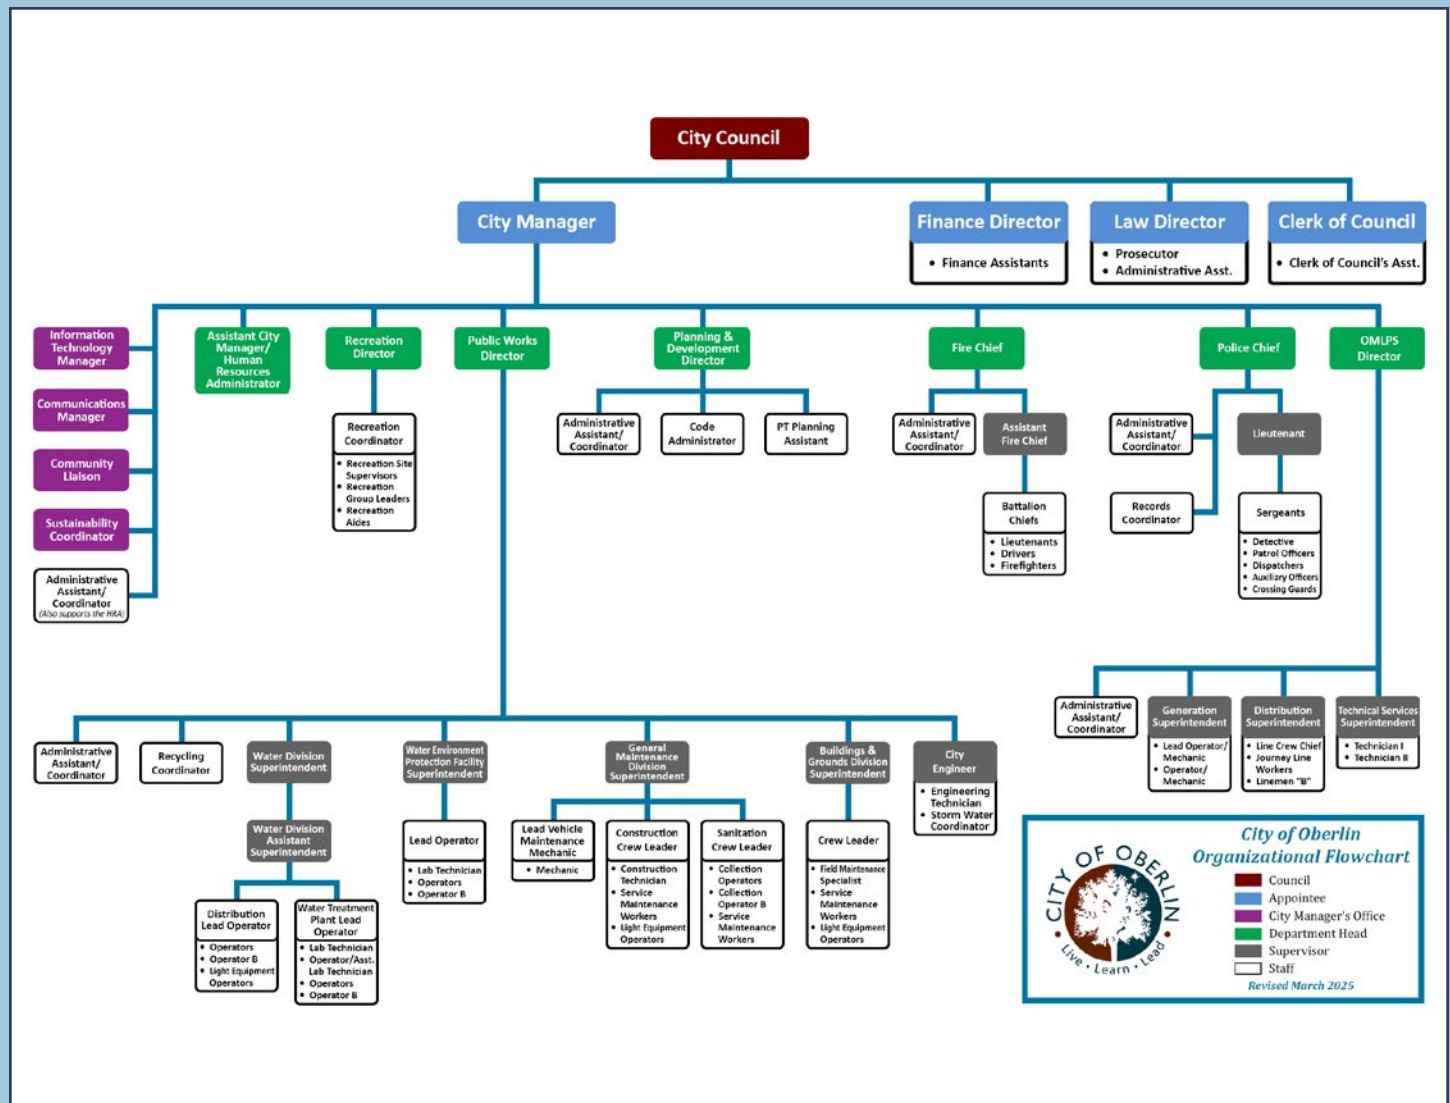 City Council
City Manager
Finance Director
• Finance Assistants
Law Director
• Prosecutor
• Administrative Asst.
Clerk of Council
• Clerk of Council's Asst.
Information
Technology
Manager
Communications
Manager
Community
Liaison
Sustainability
Coordinator
Administrative
Assistant/
Coordinator
(Also supports the HRA)
Assistant City
Manager/
Human
Resources
Administrator
Recreation
Director
Recreation
Coordinator
• Recreation Site
Supervisors
• Recreation
Group Leaders
• Recreation
Aides
Public Works
Director
Planning &
Development
Director
Administrative
Assistant/
Coordinator
Code
Administrator
PT Planning
Assistant
Fire Chief
Administrative
Assistant/
Coordinator
Assistant
Fire Chief
Battalion
Chiefs
• Lieutenants
• Drivers
• Firefighters
Police Chief
Administrative
Assistant/
Coordinator
Records
Coordinator
Lieutenant
Sergeants
• Detective
• Patrol Officers
• Dispatchers
• Auxiliary Officers
• Crossing Guards
OMLPS
Director
Administrative
Assistant/
Coordinator
Generation
Superintendent
• Lead Operator/
Mechanic
• Operator/
Mechanic
Distribution
Superintendent
• Line Crew Chief
• Journey Line
Workers
• Linemen "B"
Technical Services
Superintendent
• Technician I
• Technician II
Administrative
Assistant/
Coordinator
Recycling
Coordinator
Water Division
Superintendent
Water Division
Assistant
Superintendent
Distribution
Lead Operator
• Operators
• Operator B
• Light Equipment
Operators
Water Treatment
Plant Lead
Operator
• Lab Technician
• Operator/Asst.
Lab Technician
• Operators
• Operator B
Water Environment
Protection Facility
Superintendent
Lead Operator
• Lab Technician
• Operators
• Operator B
General
Maintenance
Division
Superintendent
Lead Vehicle
Maintenance
Mechanic
• Mechanic
Construction
Crew Leader
• Construction
Technician
• Service
Maintenance
Workers
• Light Equipment
Operators
Sanitation
Crew Leader
• Collection
Operators
• Collection
Operator B
• Service
Maintenance
Workers
Buildings &
Grounds Division
Superintendent
Crew Leader
• Field Maintenance
Specialist
• Service
Maintenance
Workers
• Light Equipment
Operators
City
Engineer
• Engineering
Technician
• Storm Water
Coordinator
CITY OF OBERLIN
• Live • Learn • Lead •
City of Oberlin
Organizational Flowchart
Council
Appointee
City Manager's Office
Department Head
Supervisor
Staff
Revised March 2025